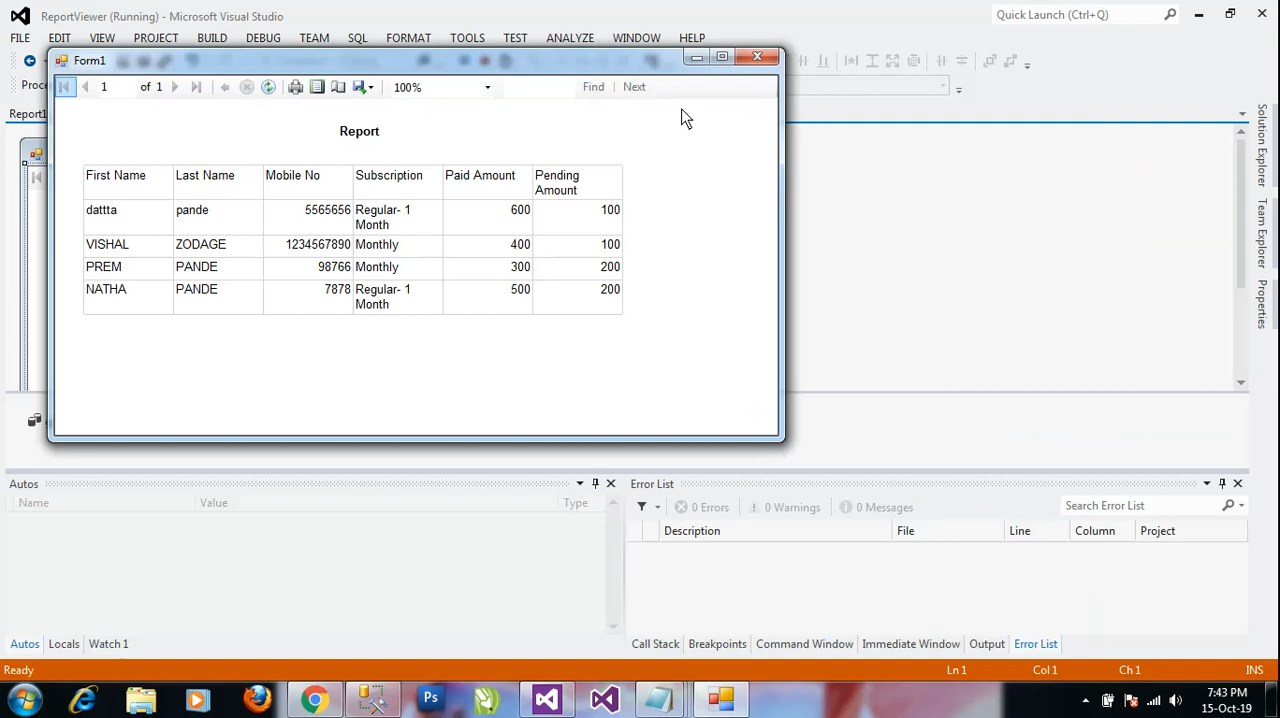 ReportViewer (Running) - Microsoft Visual Studio
Quick Launch (Ctrl+Q)
FILE EDIT VIEW PROJECT BUILD DEBUG TEAM SQL FORMAT TOOLS TEST ANALYZE WINDOW HELP
Form1
Proce
1 of 1 100% Find | Next
Report1
Report
First Name Last Name Mobile No Subscription Paid Amount Pending Amount
dattta pande 5565656 Regular- 1 Month 600 100
VISHAL ZODAGE 1234567890 Monthly 400 100
PREM PANDE 98766 Monthly 300 200
NATHA PANDE 7878 Regular- 1 Month 500 200
Solution Explorer
Team Explorer
Properties
Autos
Name Value Type
Error List
0 Errors 0 Warnings 0 Messages Search Error List
Description File Line Column Project
Autos Locals Watch 1
Call Stack Breakpoints Command Window Immediate Window Output Error List
Ready Ln 1 Col 1 Ch 1 INS
Ps
7:43 PM
15-Oct-19